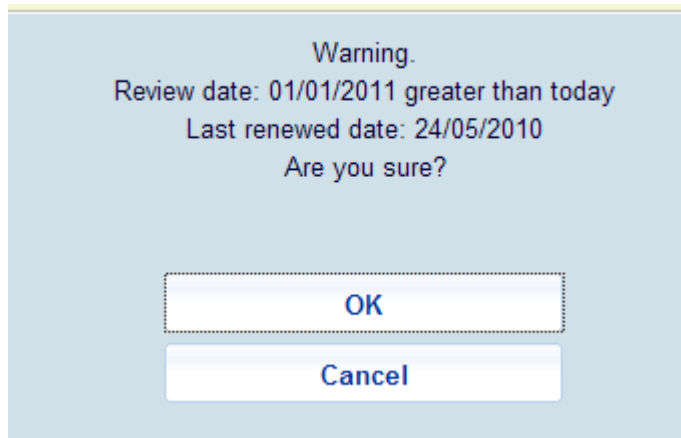 Warning.
Review date: 01/01/2011 greater than today
Last renewed date: 24/05/2010
Are you sure?
OK
Cancel